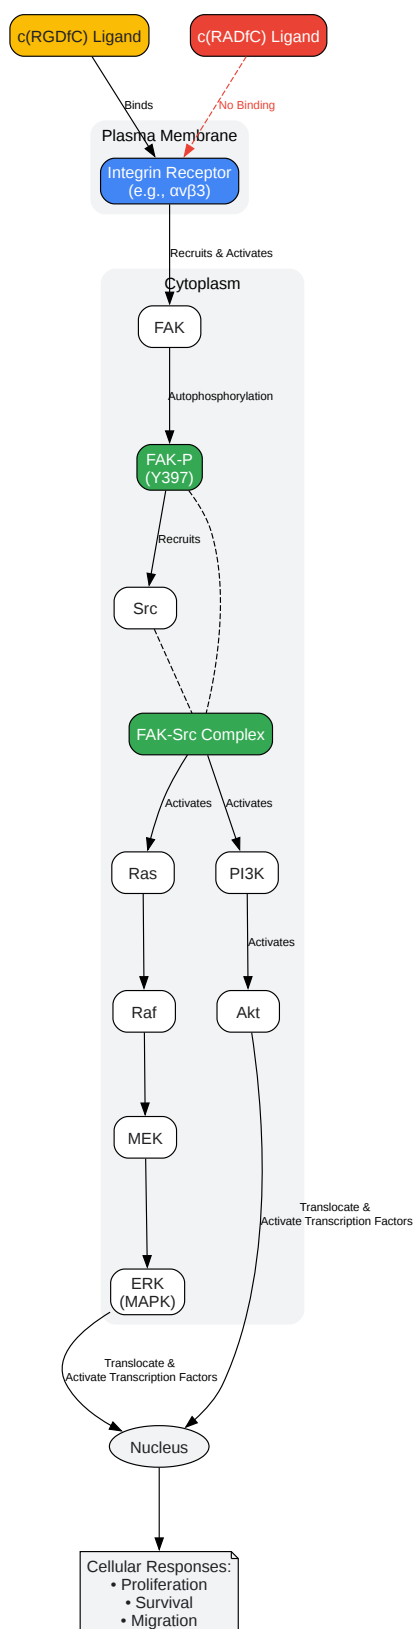 c(RGDfC) Ligand
c(RADfC) Ligand
Binds
No Binding
Plasma Membrane
Integrin Receptor
(e.g., αvβ3)
Recruits & Activates
Cytoplasm
FAK
Autophosphorylation
FAK-P
(Y397)
Recruits
Src
FAK-Src Complex
Activates
Activates
Ras
PI3K
Activates
Raf
Akt
MEK
Translocate &
Activate Transcription Factors
ERK
(MAPK)
Translocate &
Activate Transcription Factors
Nucleus
Cellular Responses:
• Proliferation
• Survival
• Migration